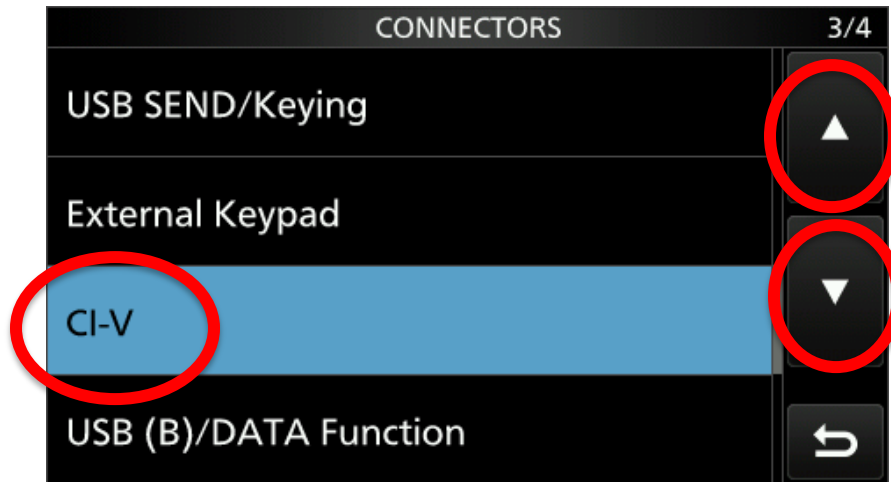 CONNECTORS 3/4
USB SEND/Keying
External Keypad
CI-V
USB (B)/DATA Function